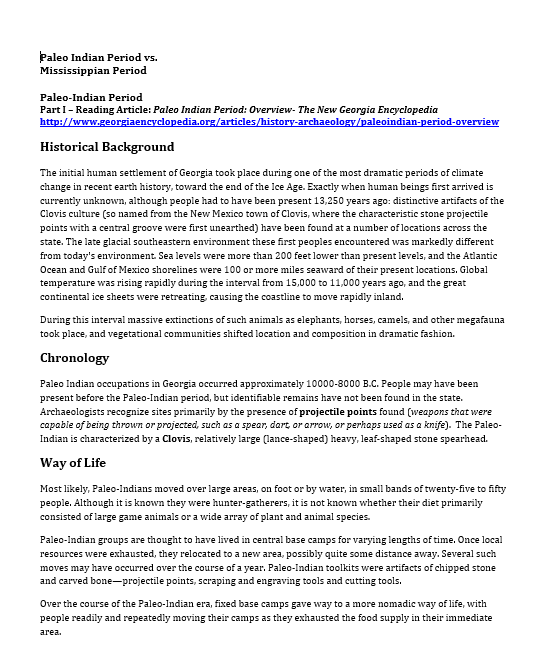 Paleo Indian Period vs.
Mississippian Period
Paleo-Indian Period
Part I – Reading Article: Paleo Indian Period: Overview- The New Georgia Encyclopedia
http://www.georgiaencyclopedia.org/articles/history-archaeology/paleoindian-period-overview
Historical Background
The initial human settlement of Georgia took place during one of the most dramatic periods of climate
change in recent earth history, toward the end of the Ice Age. Exactly when human beings first arrived is
currently unknown, although people had to have been present 13,250 years ago: distinctive artifacts of the
Clovis culture (so named from the New Mexico town of Clovis, where the characteristic stone projectile
points with a central groove were first unearthed) have been found at a number of locations across the
state. The late glacial southeastern environment these first peoples encountered was markedly different
from today's environment. Sea levels were more than 200 feet lower than present levels, and the Atlantic
Ocean and Gulf of Mexico shorelines were 100 or more miles seaward of their present locations. Global
temperature was rising rapidly during the interval from 15,000 to 11,000 years ago, and the great
continental ice sheets were retreating, causing the coastline to move rapidly inland.
During this interval massive extinctions of such animals as elephants, horses, camels, and other megafauna
took place, and vegetational communities shifted location and composition in dramatic fashion.
Chronology
Paleo Indian occupations in Georgia occurred approximately 10000-8000 B.C. People may have been
present before the Paleo-Indian period, but identifiable remains have not been found in the state.
Archaeologists recognize sites primarily by the presence of projectile points found (weapons that were
capable of being thrown or projected, such as a spear, dart, or arrow, or perhaps used as a knife). The Paleo-
Indian is characterized by a Clovis, relatively large (lance-shaped) heavy, leaf-shaped stone spearhead.
Way of Life
Most likely, Paleo-Indians moved over large areas, on foot or by water, in small bands of twenty-five to fifty
people. Although it is known they were hunter-gatherers, it is not known whether their diet primarily
consisted of large game animals or a wide array of plant and animal species.
Paleo-Indian groups are thought to have lived in central base camps for varying lengths of time. Once local
resources were exhausted, they relocated to a new area, possibly quite some distance away. Several such
moves may have occurred over the course of a year. Paleo-Indian toolkits were artifacts of chipped stone
and carved bone—projectile points, scraping and engraving tools and cutting tools.
Over the course of the Paleo-Indian era, fixed base camps gave way to a more nomadic way of life, with
people readily and repeatedly moving their camps as they exhausted the food supply in their immediate
area.